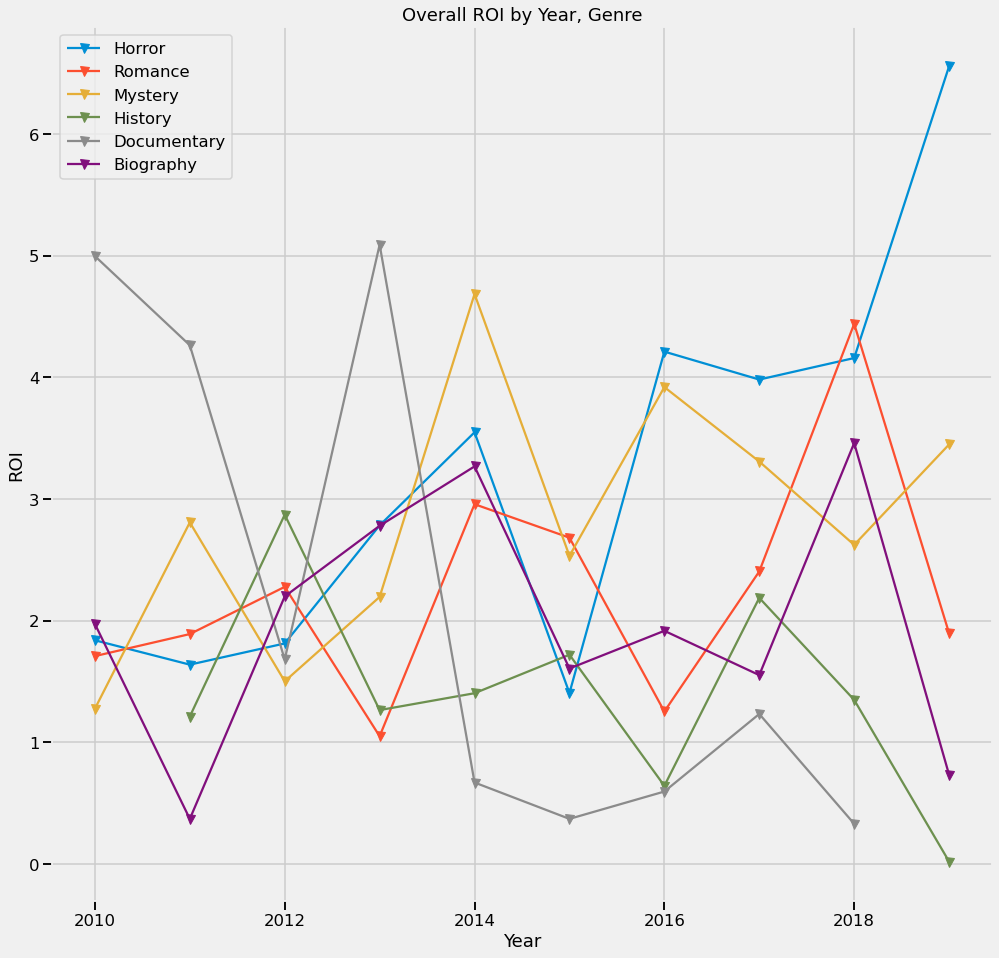 Overall ROI by Year, Genre
Horror
Romance
Mystery
History
Documentary
Biography
6
5
4
3
2
1
0
ROI
2010 2012 2014 2016 2018
Year